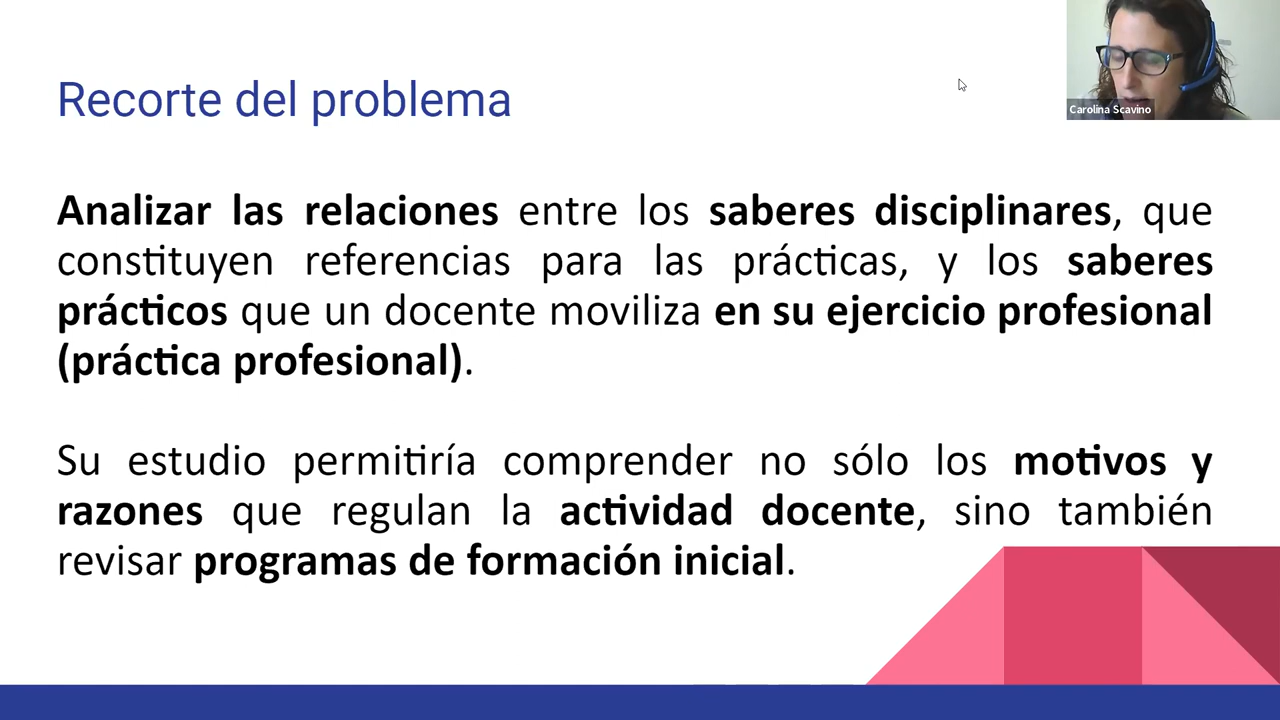 Recorte del problema
Carolina Scavino
Analizar las relaciones entre los saberes disciplinares, que
constituyen referencias para las prácticas, y los saberes
prácticos que un docente moviliza en su ejercicio profesional
(práctica profesional).
Su estudio permitiría comprender no sólo los motivos y
razones que regulan la actividad docente, sino también
revisar programas de formación inicial.